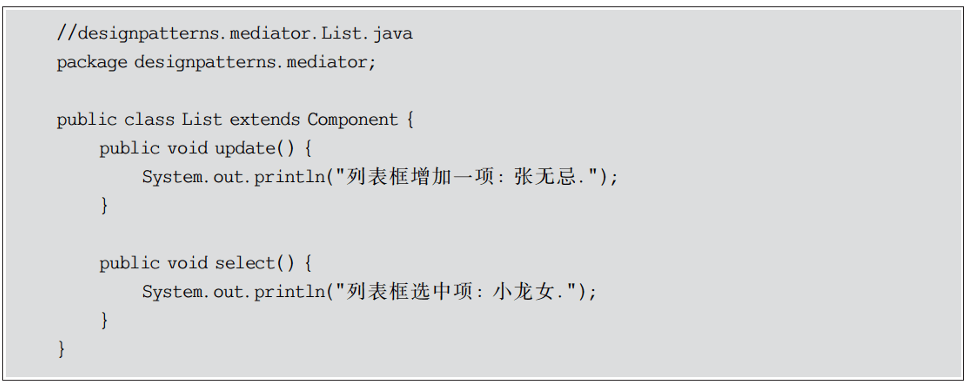 //designpatterns.mediator.List.java
package designpatterns.mediator;
public class List extends Component {
public void update() {
System.out.println("列表框增加一项：张无忌.");
}
public void select() {
System.out.println("列表框选中项：小龙女.");
}
}